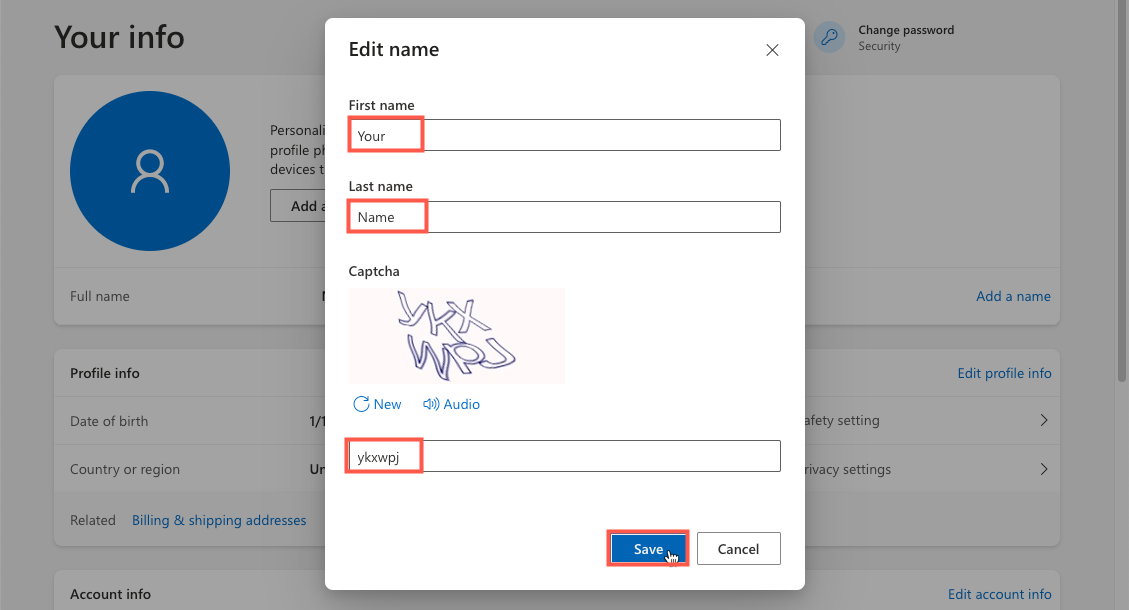 Your info
Change password
Security
Edit name
First name
Your
Last name
Name
Captcha
YKX
WPJ
New
Audio
ykxwpj
Save
Cancel
Personali
profile ph
devices t
Add a
Full name
Add a name
Profile info
Edit profile info
Date of birth
1/1
afety setting
Country or region
Un
rivacy settings
Related
Billing & shipping addresses
Account info
Edit account info